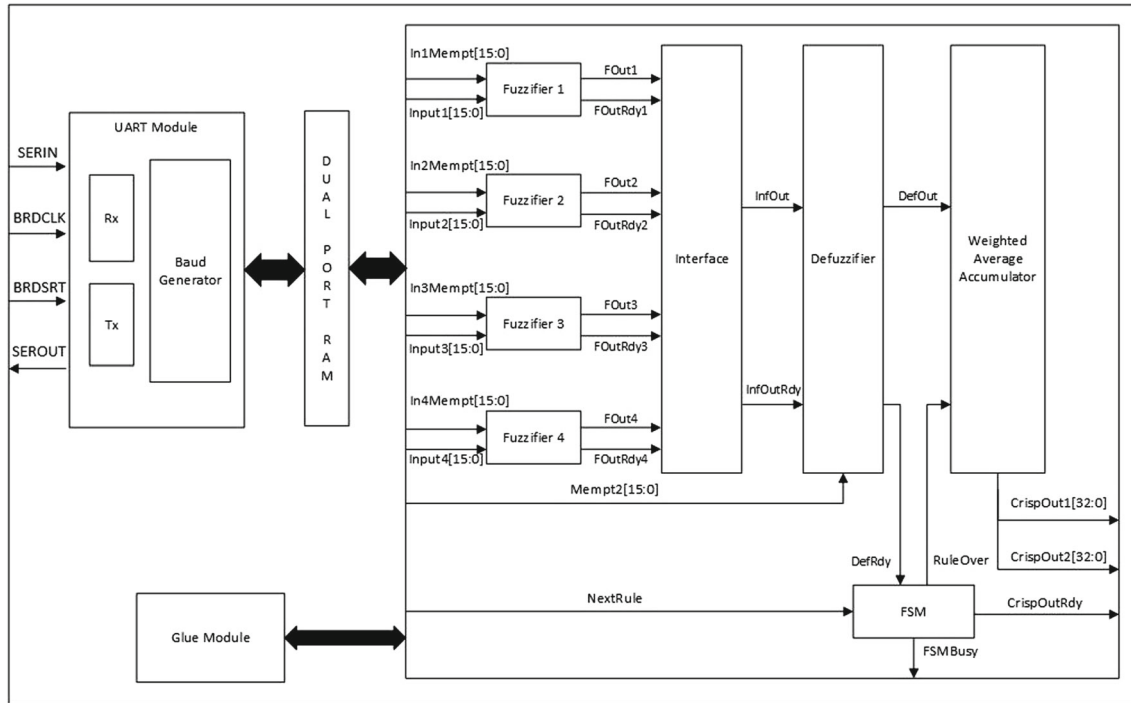 SERIN
BRDCLK
BRDSRT
SEROUT
UART Module
Rx
Tx
Baud
Generator
DUAL PORT RAM
In1Mempt[15:0]
Input1[15:0]
Fuzzifier 1
FOut1
FOutRdy1
In2Mempt[15:0]
Input2[15:0]
Fuzzifier 2
FOut2
FOutRdy2
In3Mempt[15:0]
Input3[15:0]
Fuzzifier 3
FOut3
FOutRdy3
In4Mempt[15:0]
Input4[15:0]
Fuzzifier 4
FOut4
FOutRdy4
Interface
InfOut
InfOutRdy
Defuzzifier
DefOut
Weighted
Average
Accumulator
Mempt2[15:0]
CrispOut1[32:0]
CrispOut2[32:0]
DefRdy
RuleOver
NextRule
FSM
CrispOutRdy
FSMBusy
Glue Module